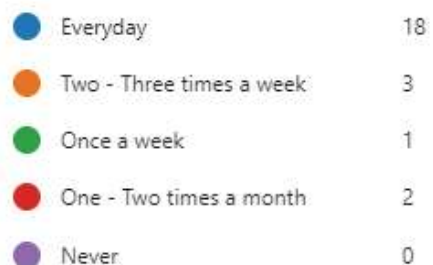 Everyday 18
Two - Three times a week 3
Once a week 1
One - Two times a month 2
Never 0